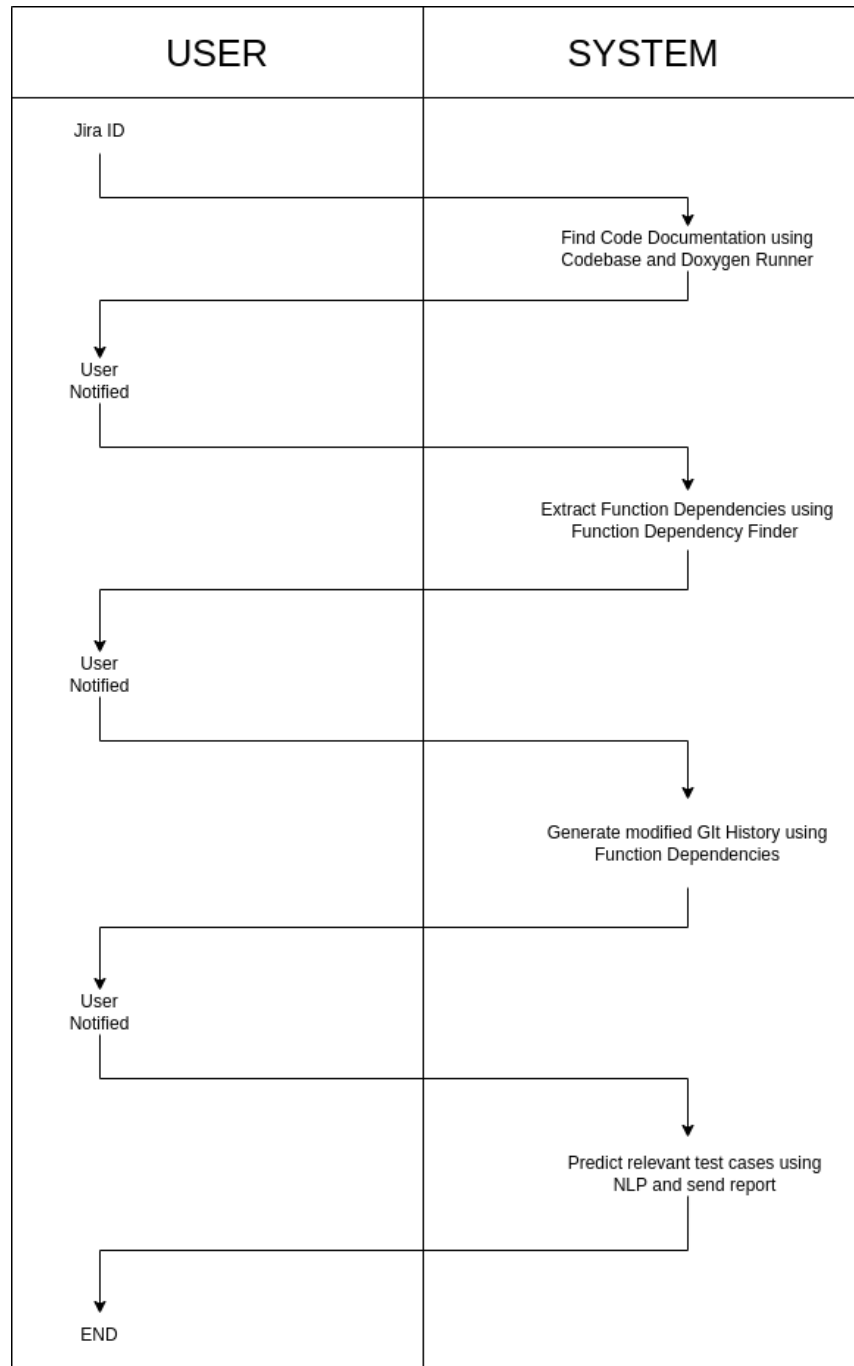 USER
SYSTEM
Jira ID
Find Code Documentation using
Codebase and Doxygen Runner
User
Notified
Extract Function Dependencies using
Function Dependency Finder
User
Notified
Generate modified GIt History using
Function Dependencies
User
Notified
Predict relevant test cases using
NLP and send report
END